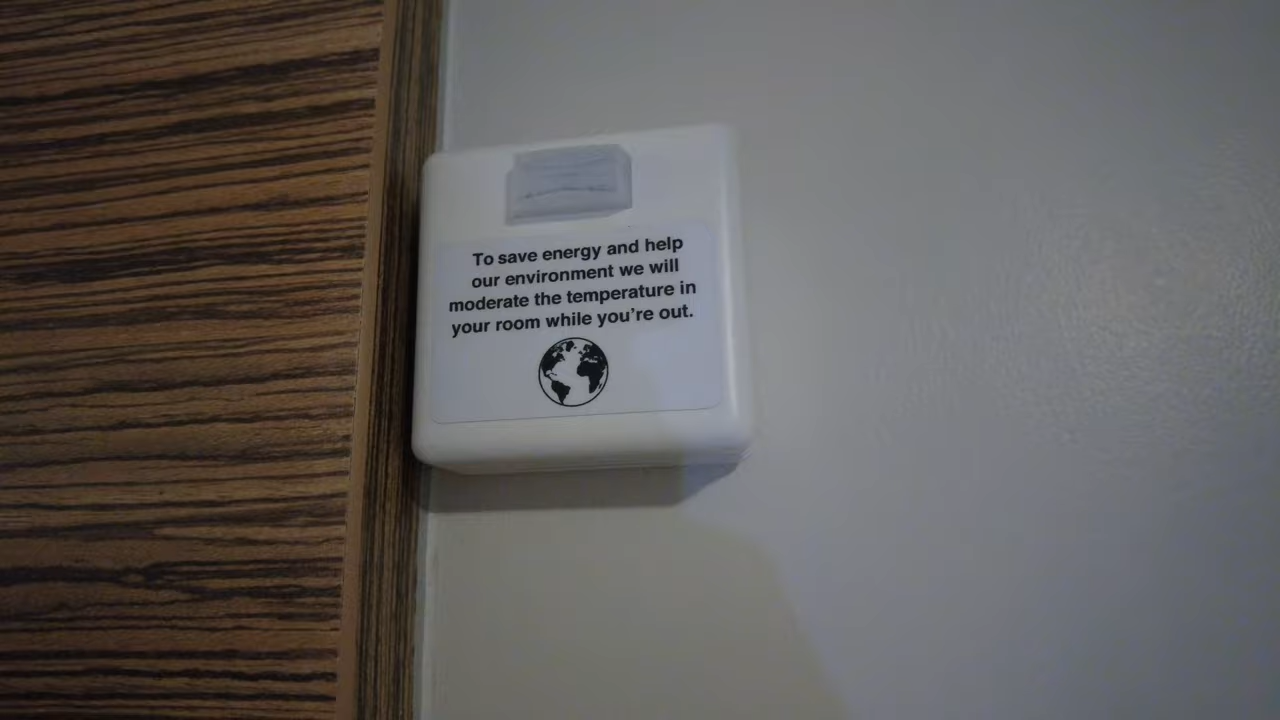 To save energy and help
our environment we will
moderate the temperature in
your room while you're out.